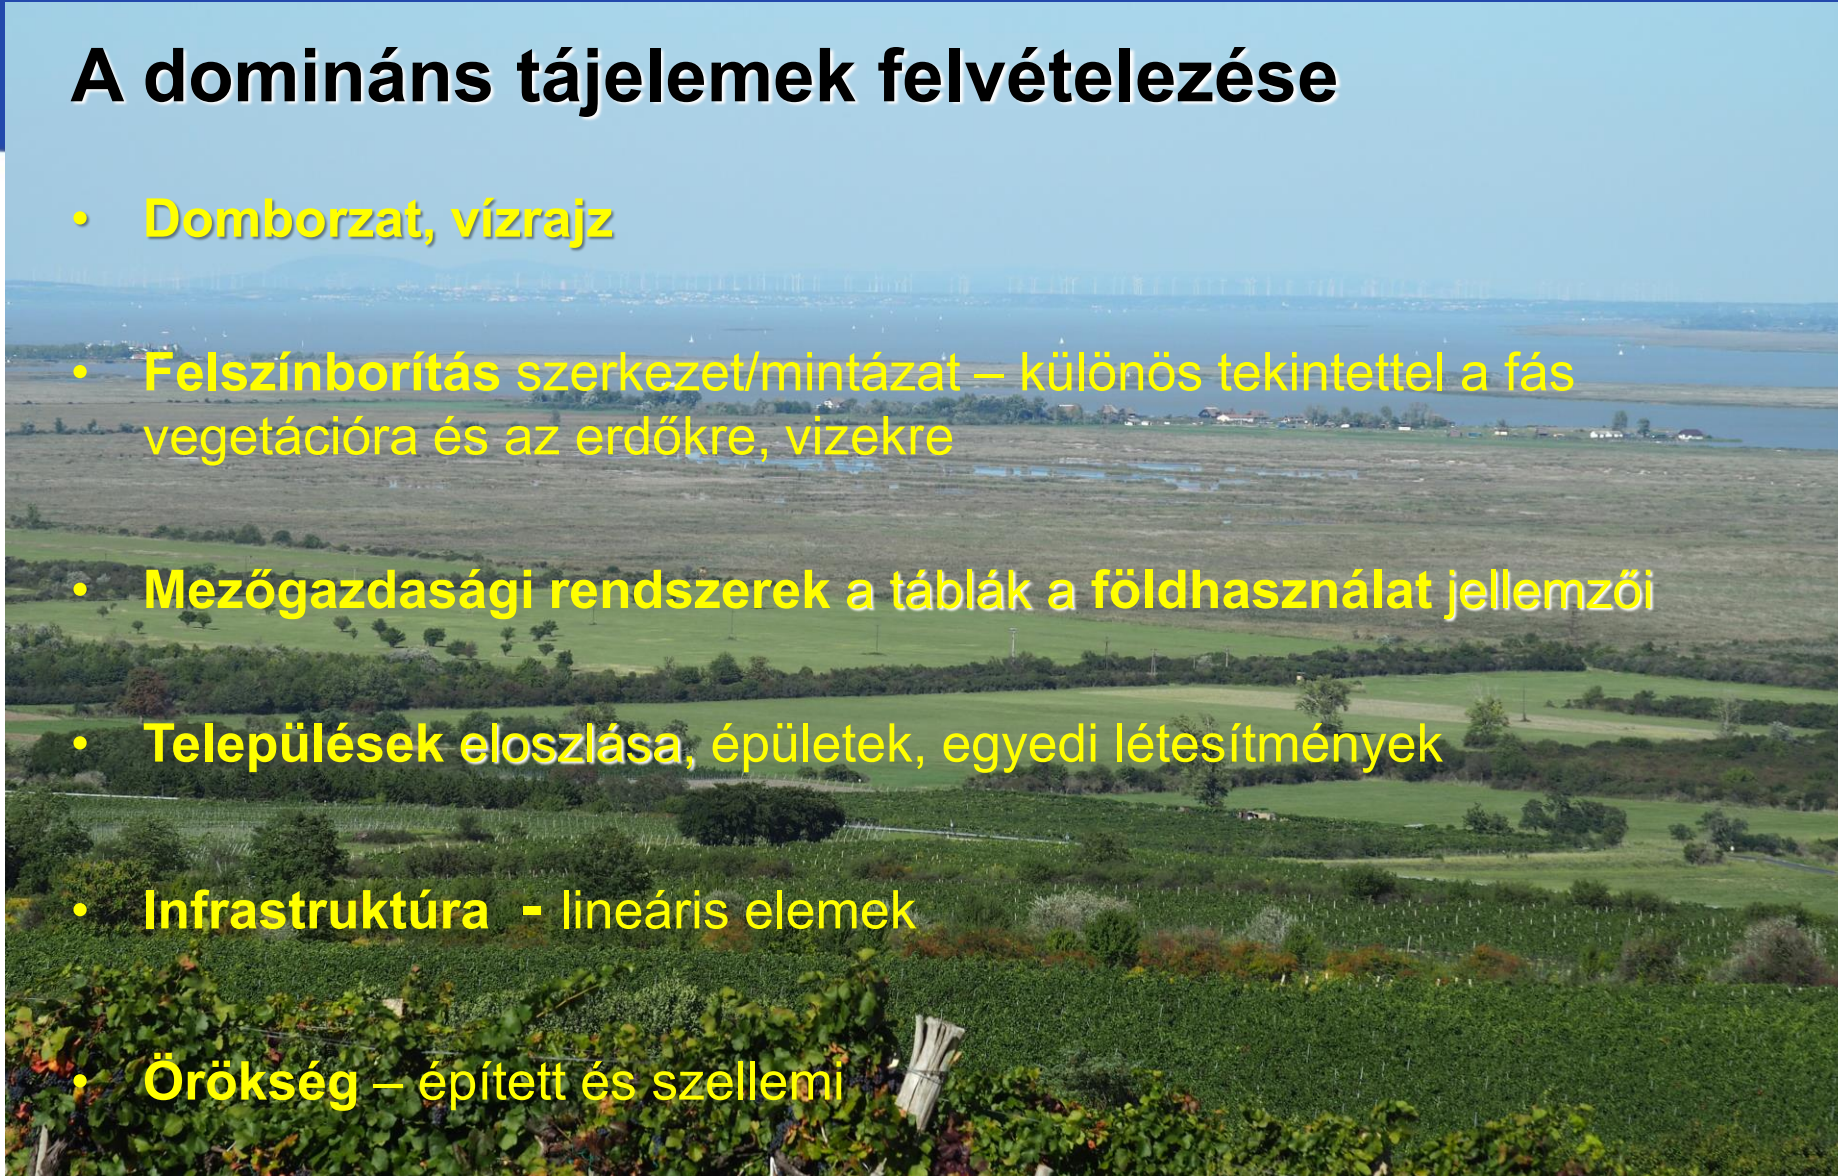 A domináns tájelemek felvételezése
• Domborzat, vízrajz
• Felszínborítás szerkezet/mintázat – különös tekintettel a fás
vegetációra és az erdőkre, vizekre
• Mezőgazdasági rendszerek a táblák a földhasználat jellemzői
• Települések eloszlása, épületek, egyedi létesítmények
• Infrastruktúra - lineáris elemek
• Örökség – épített és szellemi